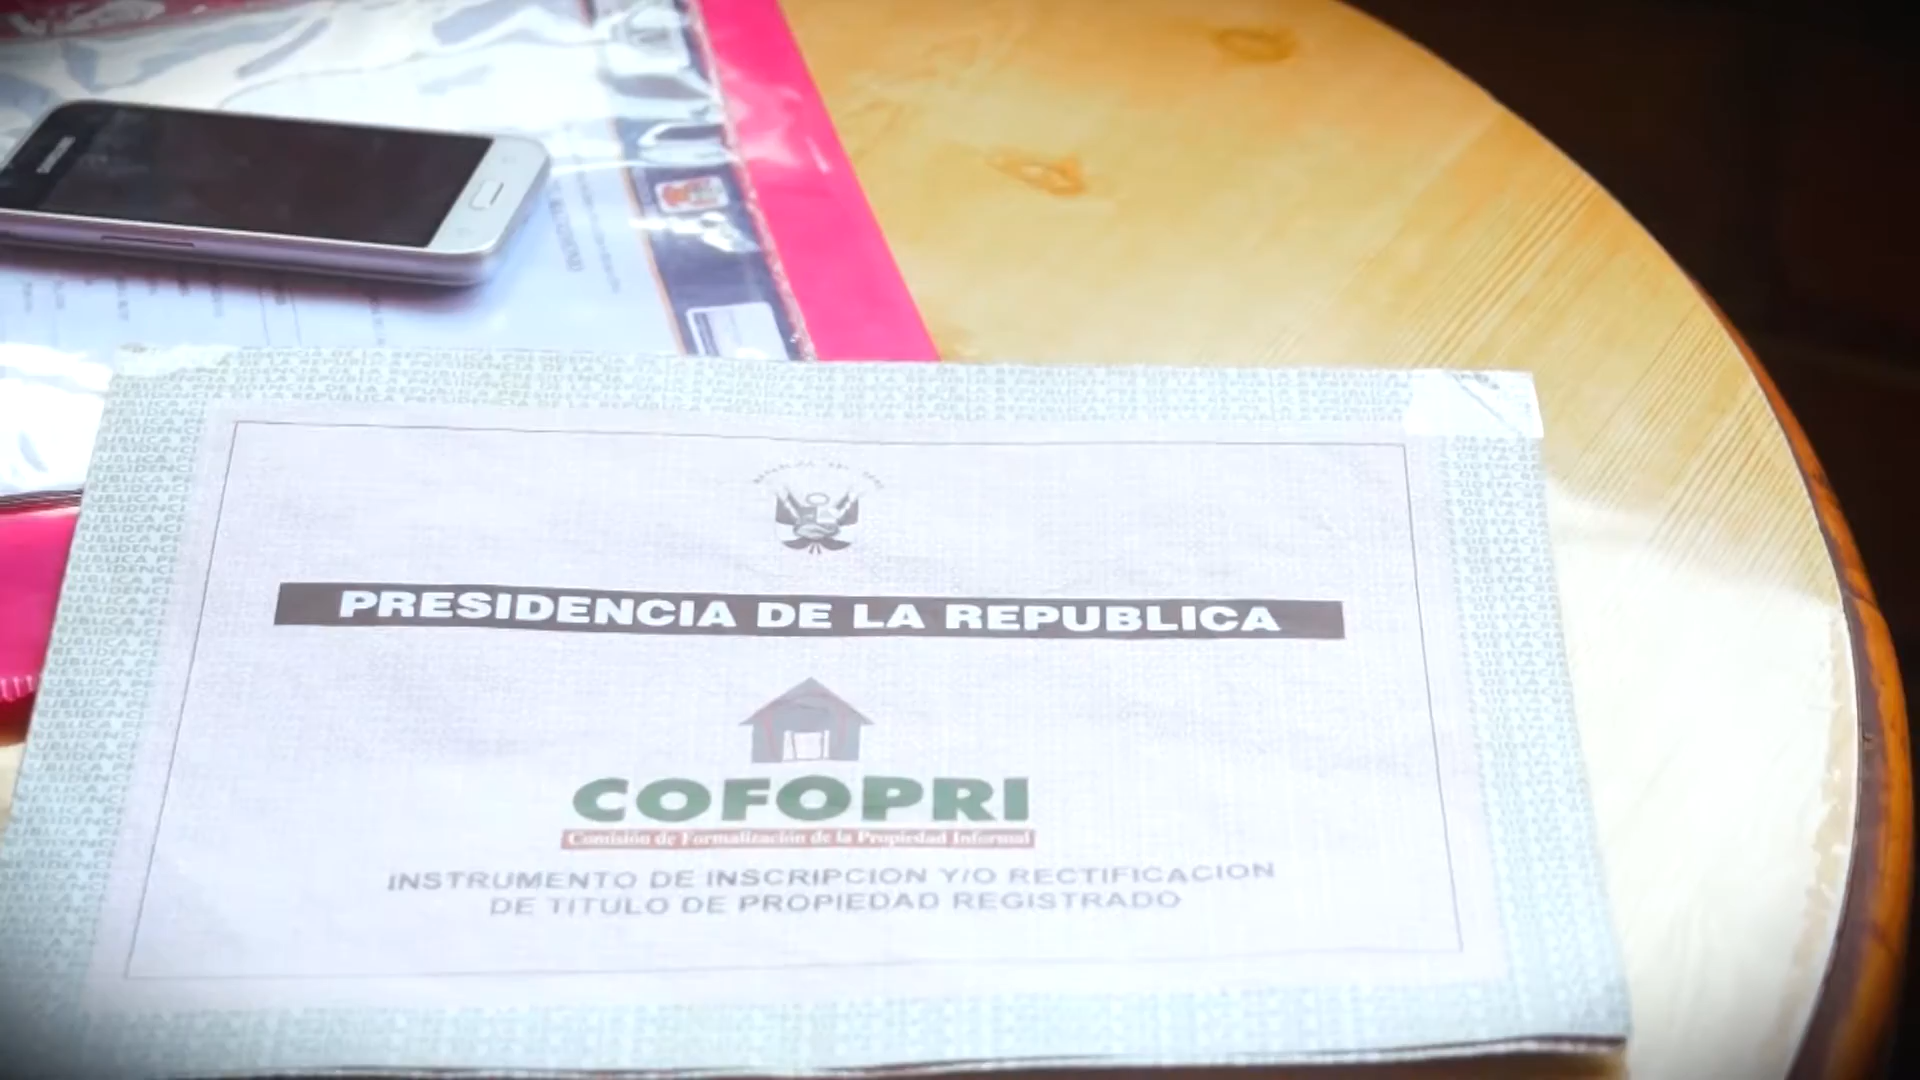 PRESIDENCIA DE LA REPUBLICA
COFOPRI
Comisión de Formalización de la Propiedad Informal
INSTRUMENTO DE INSCRIPCION Y/O RECTIFICACION
DE TITULO DE PROPIEDAD REGISTRADO